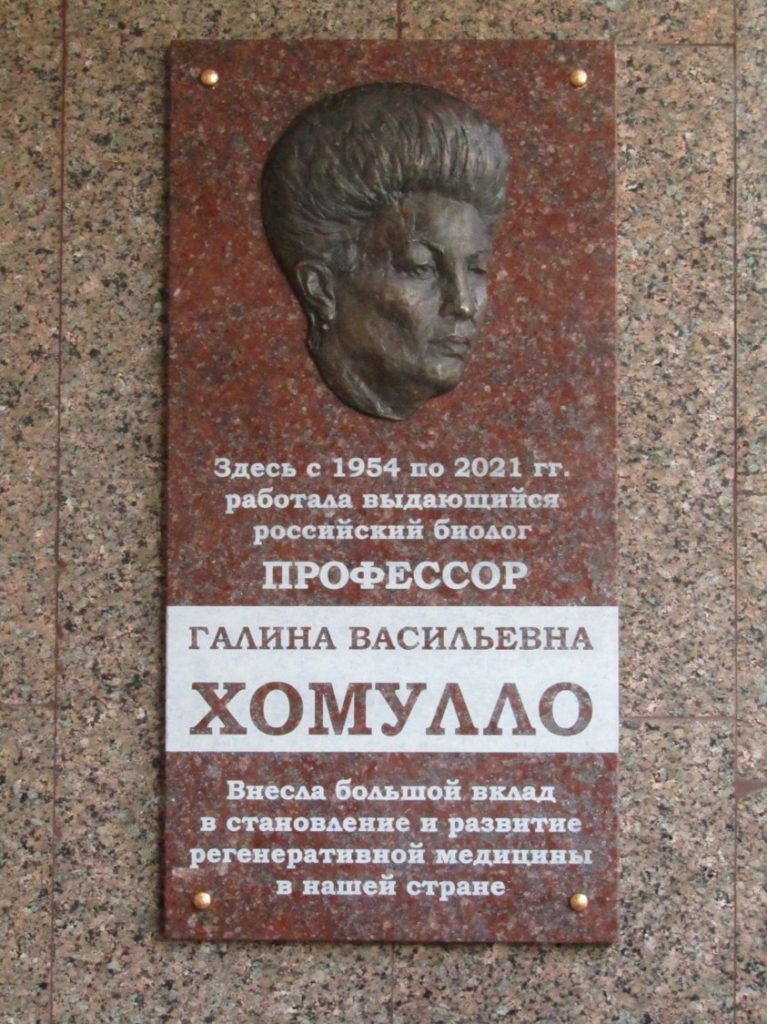 Здесь с 1954 по 2021 гг.
работала выдающийся
российский биолог
ПРОФЕССОР
ГАЛИНА ВАСИЛЬЕВНА
ХОМУЛЛО
Внесла большой вклад
в становление и развитие
регенеративной медицины
в нашей стране